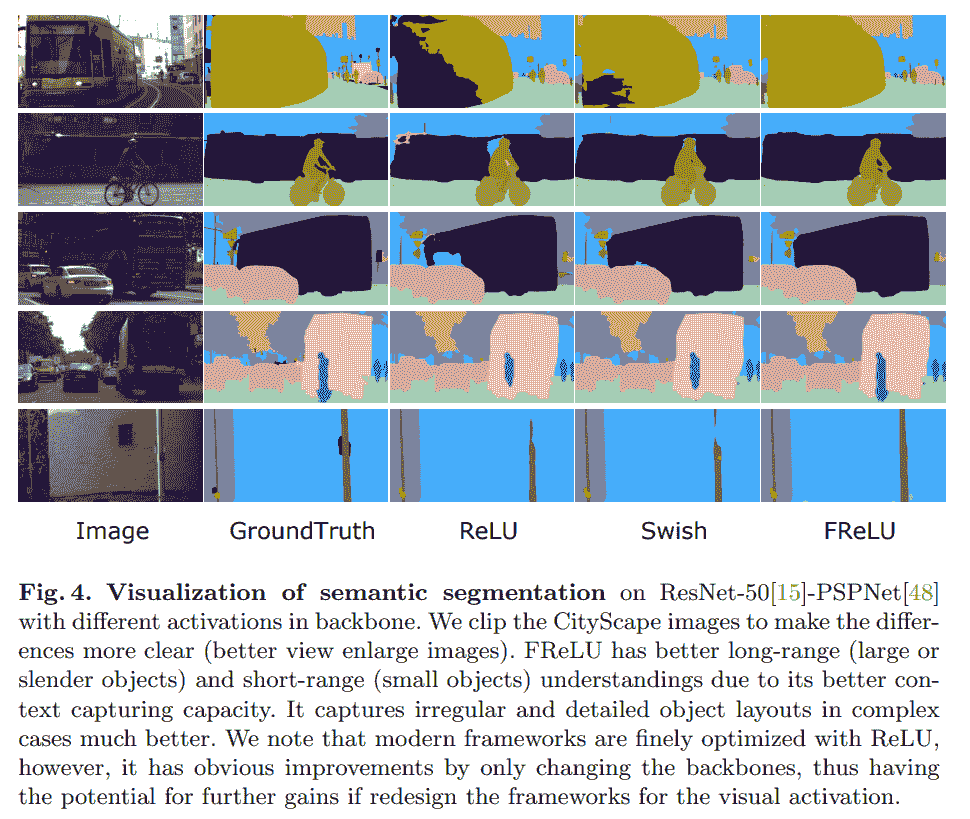 Image GroundTruth ReLU Swish FReLU
Fig. 4. Visualization of semantic segmentation on ResNet-50[15]-PSPNet[48]
with different activations in backbone. We clip the CityScape images to make the differ-
ences more clear (better view enlarge images). FReLU has better long-range (large or
slender objects) and short-range (small objects) understandings due to its better con-
text capturing capacity. It captures irregular and detailed object layouts in complex
cases much better. We note that modern frameworks are finely optimized with ReLU,
however, it has obvious improvements by only changing the backbones, thus having
the potential for further gains if redesign the frameworks for the visual activation.